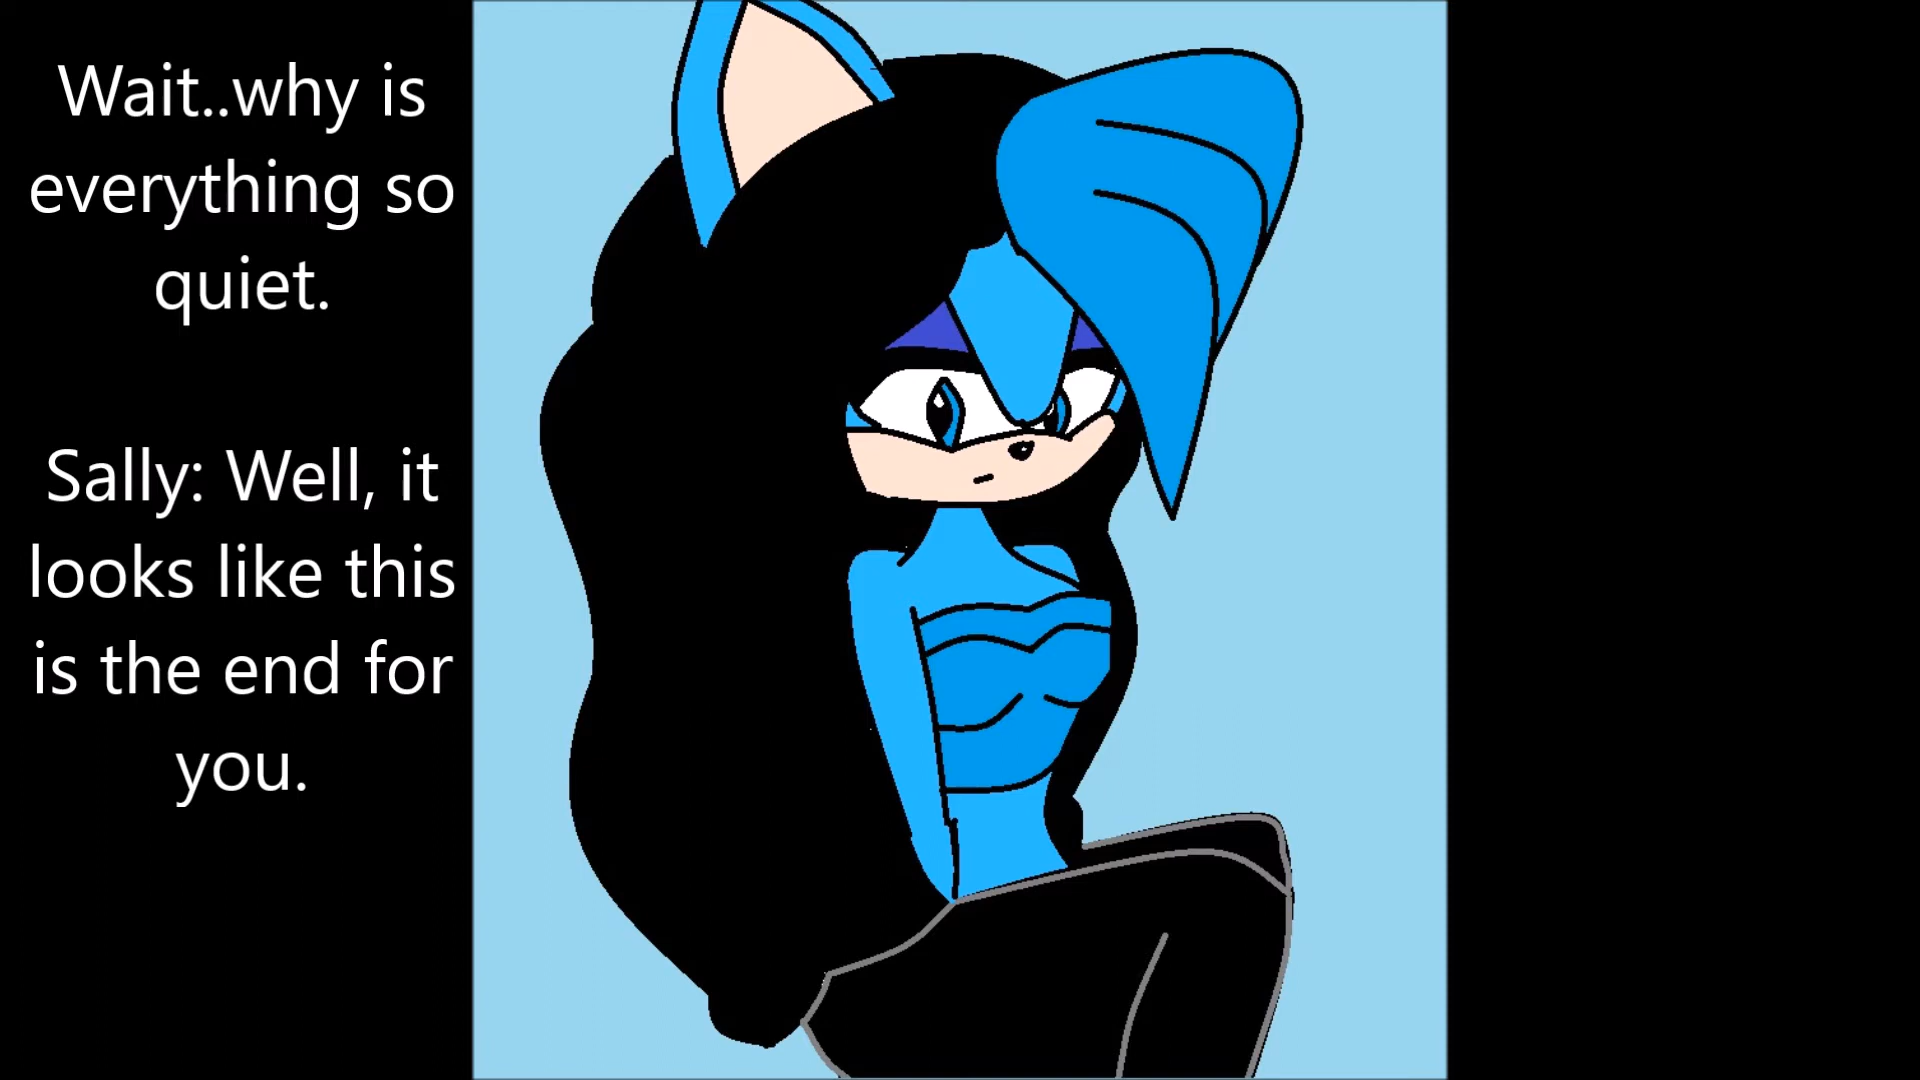 Wait..why is
everything so
quiet.
Sally: Well, it
looks like this
is the end for
you.